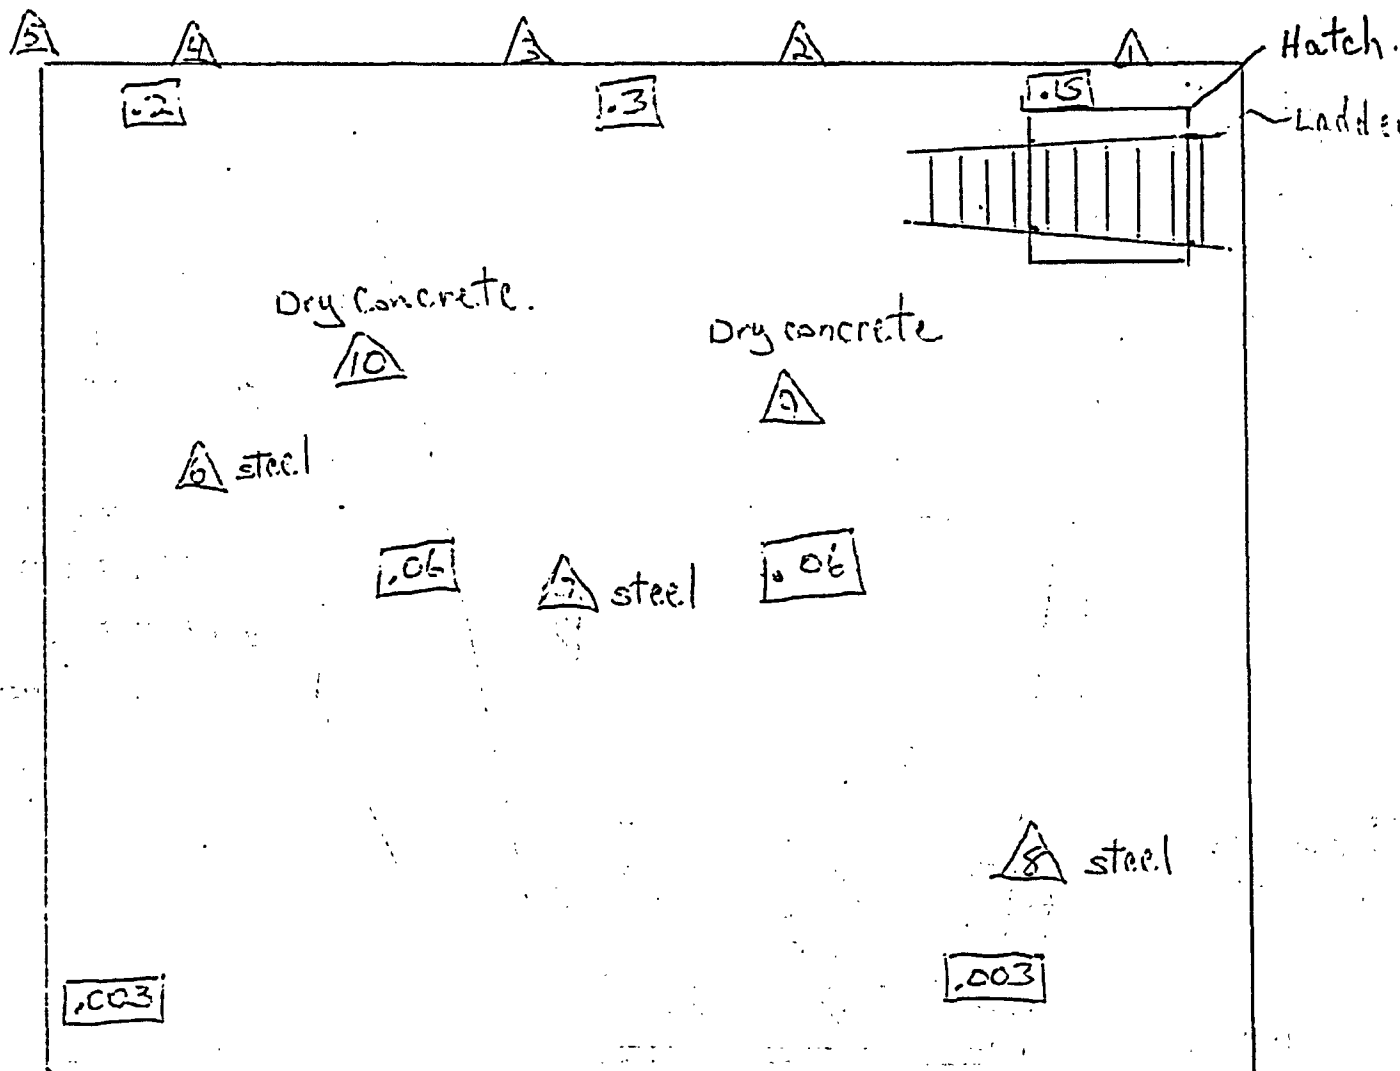 5 4 3 2 1 Hatch.
.2 .3 .15
Ladder
Dry concrete.
Dry concrete
10
9
6 steel
.06 7 steel .06
8 steel
.003 .003